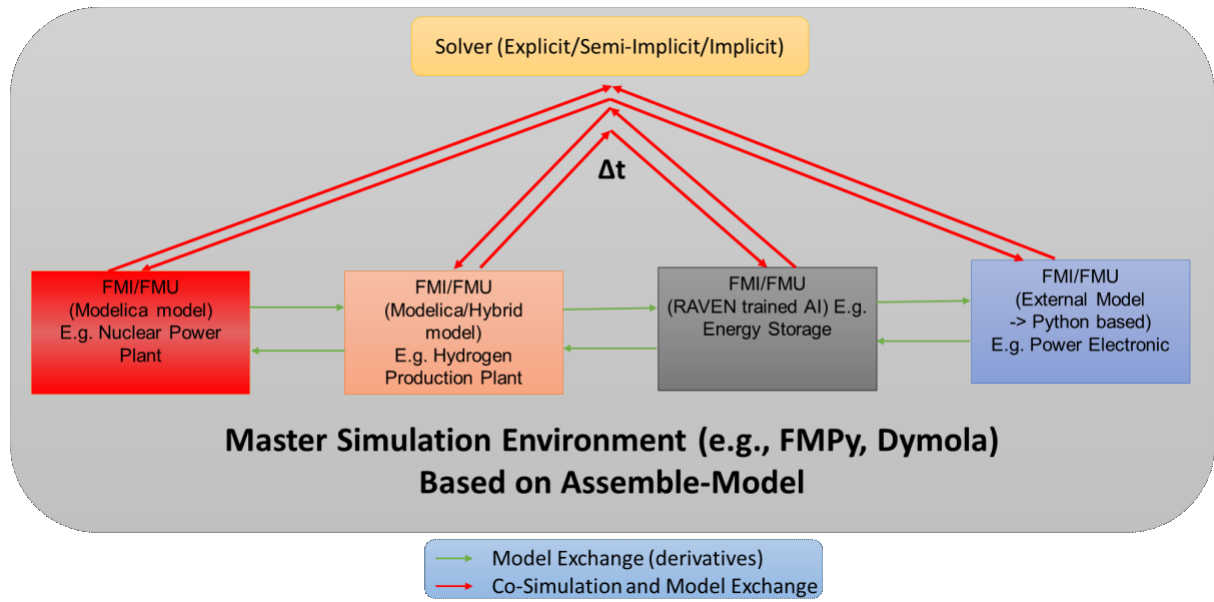 Solver (Explicit/Semi-Implicit/Implicit)
Δt
FMI/FMU
(Modelica model)
E.g. Nuclear Power
Plant
FMI/FMU
(Modelica/Hybrid
model)
E.g. Hydrogen
Production Plant
FMI/FMU
(RAVEN trained AI) E.g.
Energy Storage
FMI/FMU
(External Model
-> Python based)
E.g. Power Electronic
Master Simulation Environment (e.g., FMPy, Dymola)
Based on Assemble-Model
Model Exchange (derivatives)
Co-Simulation and Model Exchange